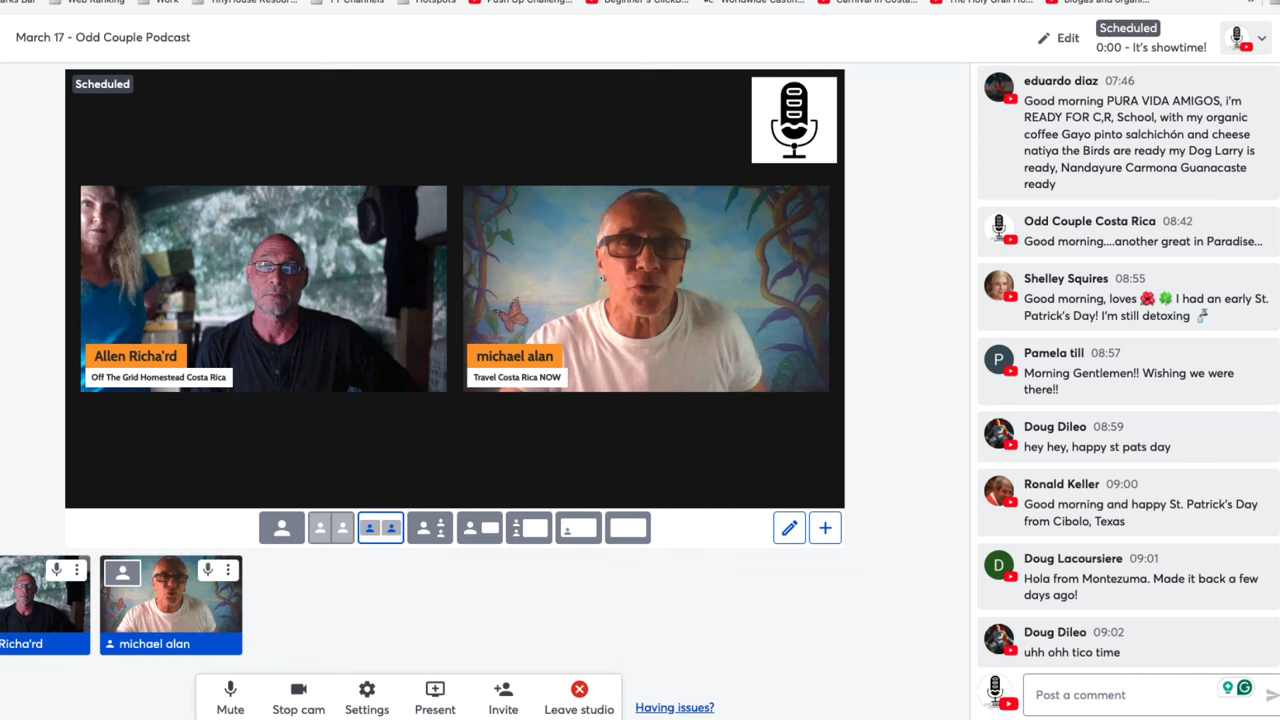 Web Ranking
Work
March 17 - Odd Couple Podcast
Edit
Scheduled
0:00 - It's showtime!
Scheduled
Allen Richa'rd
Off The Grid Homestead Costa Rica
michael alan
Travel Costa Rica NOW
Richa'rd
michael alan
Mute
Stop cam
Settings
Present
Invite
Leave studio
Having issues?
eduardo diaz 07:46
Good morning PURA VIDA AMIGOS, i'm
READY FOR C,R, School, with my organic
coffee Gayo pinto salchichón and cheese
natiya the Birds are ready my Dog Larry is
ready, Nandayure Carmona Guanacaste
ready
Odd Couple Costa Rica 08:42
Good morning....another great in Paradise...
Shelley Squires 08:55
Good morning, loves 🌺 🍀 I had an early St.
Patrick's Day! I'm still detoxing 🚰
P
Pamela till 08:57
Morning Gentlemen!! Wishing we were
there!!
Doug Dileo 08:59
hey hey, happy st pats day
Ronald Keller 09:00
Good morning and happy St. Patrick's Day
from Cibolo, Texas
D
Doug Lacoursiere 09:01
Hola from Montezuma. Made it back a few
days ago!
Doug Dileo 09:02
uhh ohh tico time
Post a comment